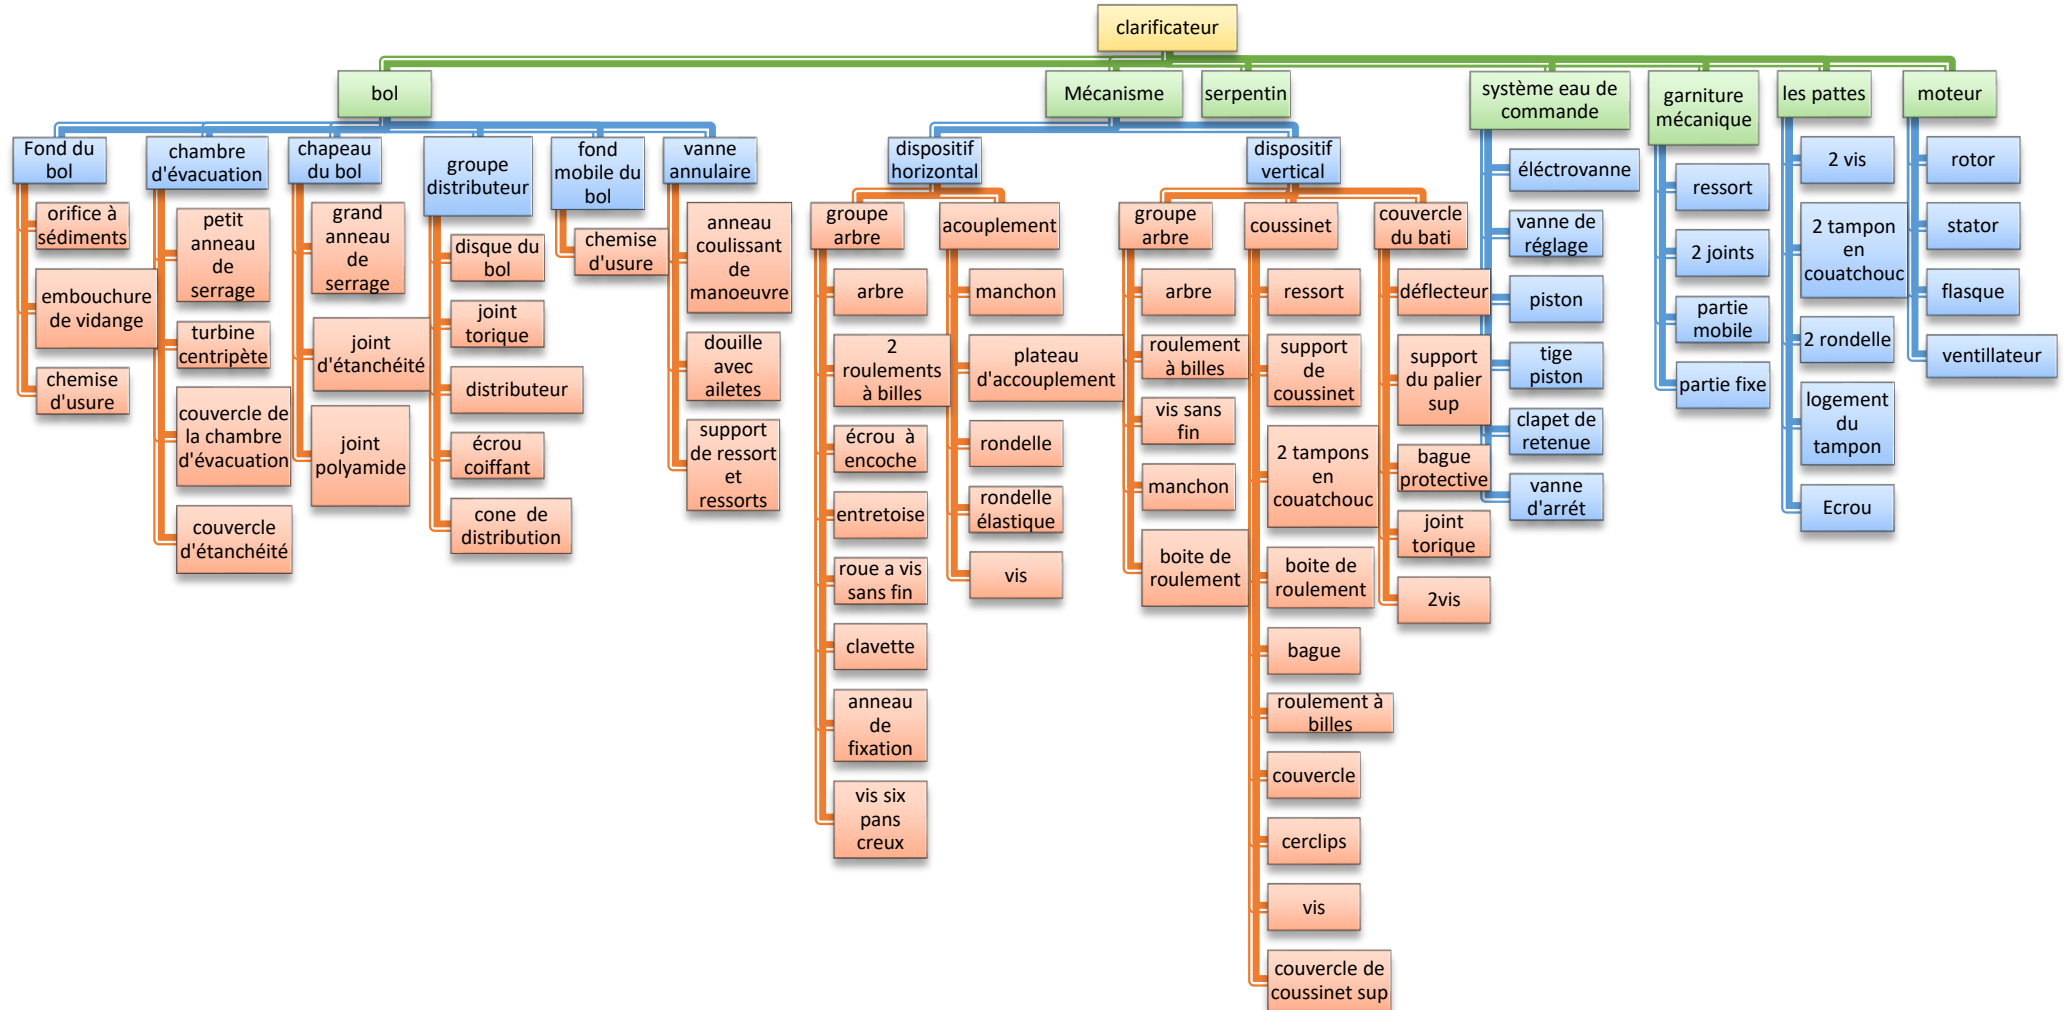 clarificateur
bol
Mécanisme
serpentin
système eau de
commande
garniture
mécanique
les pattes
moteur
Fond du
bol
orifice à
sédiments
embouchure
de vidange
chemise
d'usure
chambre
d'évacuation
petit
anneau
de
serrage
turbine
centripète
couvercle de
la chambre
d'évacuation
couvercle
d'étanchéité
chapeau
du bol
grand
anneau
de
serrage
joint
d'étanchéité
joint
polyamide
groupe
distributeur
disque du
bol
joint
torique
distributeur
écrou
coiffant
cone de
distribution
fond
mobile du
bol
chemise
d'usure
vanne
annulaire
anneau
coulissant
de
manoeuvre
douille
avec
ailetes
support
de ressort
et
ressorts
dispositif
horizontal
groupe
arbre
arbre
2
roulements
à billes
écrou à
encoche
entretoise
roue a vis
sans fin
clavette
anneau
de
fixation
vis six
pans
creux
acouplement
manchon
plateau
d'accouplement
rondelle
rondelle
élastique
vis
dispositif
vertical
groupe
arbre
arbre
roulement
à billes
vis sans
fin
manchon
boite de
roulement
coussinet
ressort
support
de
coussinet
2 tampons
en
couatchouc
boite de
roulement
bague
roulement à
billes
couvercle
cerclips
vis
couvercle de
coussinet sup
couvercle
du bati
déflecteur
support
du palier
sup
bague
protective
joint
torique
2vis
éléctrovanne
vanne de
réglage
piston
tige
piston
clapet de
retenue
vanne
d'arrét
ressort
2 joints
partie
mobile
partie fixe
2 vis
2 tampon
en
couatchouc
2 rondelle
logement
du
tampon
Ecrou
rotor
stator
flasque
ventillateur